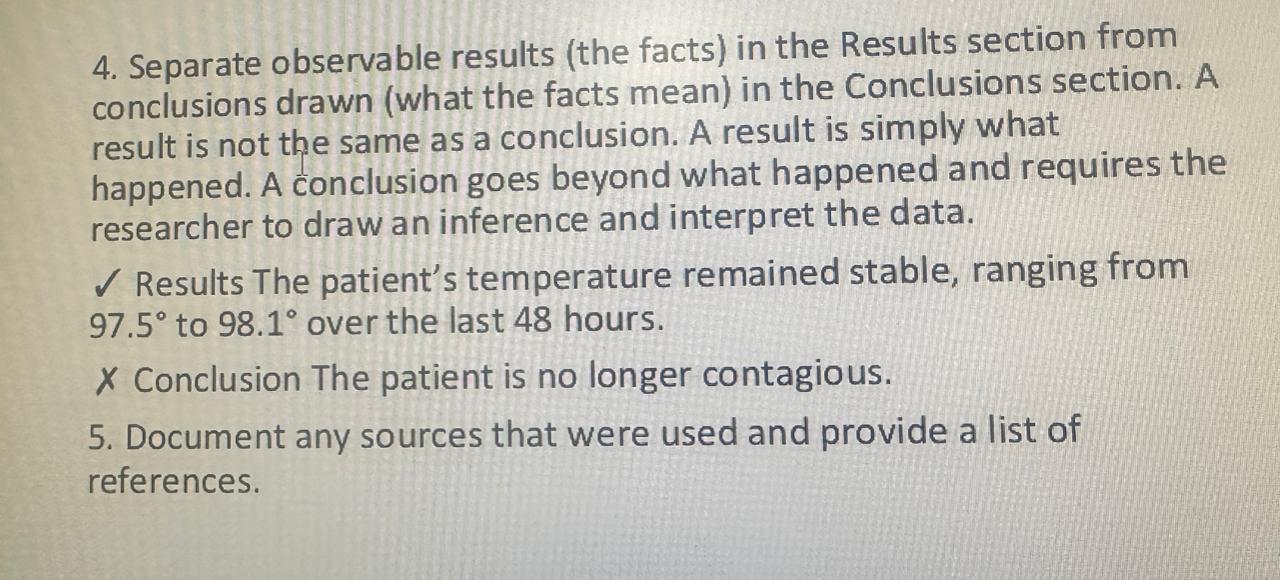 4. Separate observable results (the facts) in the Results section from
conclusions drawn (what the facts mean) in the Conclusions section. A
result is not the same as a conclusion. A result is simply what
happened. A conclusion goes beyond what happened and requires the
researcher to draw an inference and interpret the data.
✓ Results The patient’s temperature remained stable, ranging from
97.5° to 98.1° over the last 48 hours.
✗ Conclusion The patient is no longer contagious.
5. Document any sources that were used and provide a list of
references.